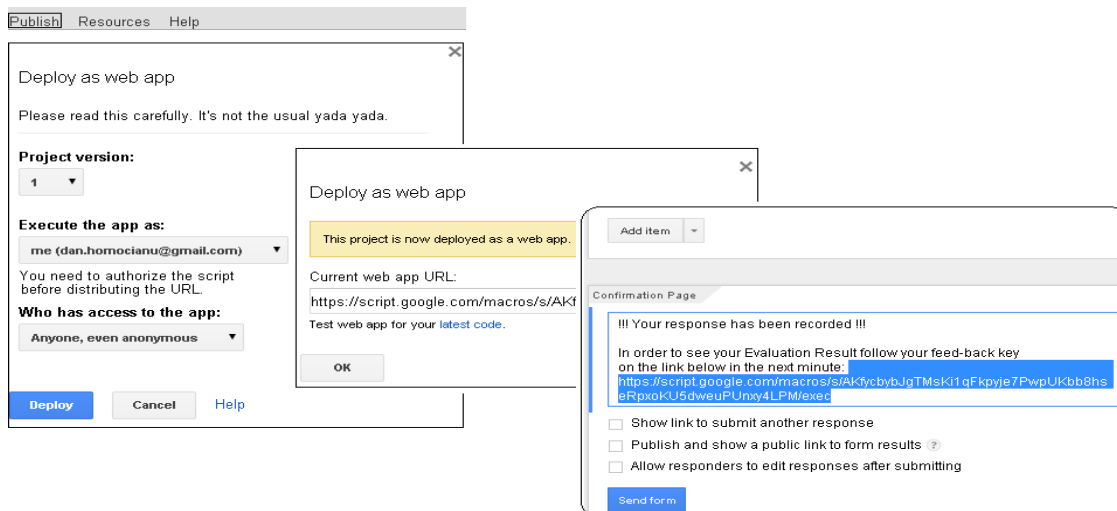 Publish Resources Help
Deploy as web app
Please read this carefully. It's not the usual yada yada.
Project version:
1
Execute the app as:
me (dan.homocianu@gmail.com)
You need to authorize the script
before distributing the URL.
Who has access to the app:
Anyone, even anonymous
Deploy Cancel Help
Deploy as web app
This project is now deployed as a web app.
Current web app URL:
https://script.google.com/macros/s/AKf
Test web app for your latest code.
OK
Add item
Confirmation Page
!!! Your response has been recorded !!!
In order to see your Evaluation Result follow your feed-back key
on the link below in the next minute:
https://script.google.com/macros/s/AKfycbybJgTMsKi1qFkpyje7PwpUKbb8hs
eRpxoKU5dweuPUnxy4LPM/exec
Show link to submit another response
Publish and show a public link to form results ?
Allow responders to edit responses after submitting
Send form